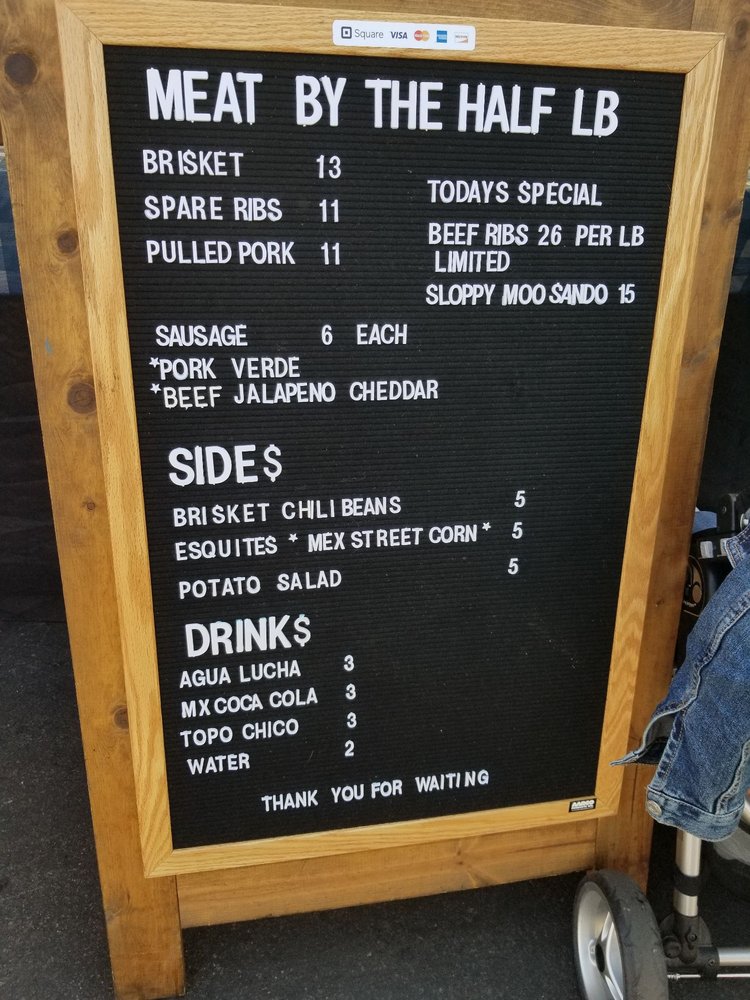 Square VISA
MEAT BY THE HALF LB
BRISKET 13
SPARE RIBS 11
PULLED PORK 11
TODAYS SPECIAL
BEEF RIBS 26 PER LB
LIMITED
SLOPPY MOO SANDO 15
SAUSAGE 6 EACH
*PORK VERDE
*BEEF JALAPENO CHEDDAR
SIDE$
BRISKET CHILI BEANS 5
ESQUITES * MEX STREET CORN * 5
POTATO SALAD 5
DRINK$
AGUA LUCHA 3
MX COCA COLA 3
TOPO CHICO 3
WATER 2
THANK YOU FOR WAITING